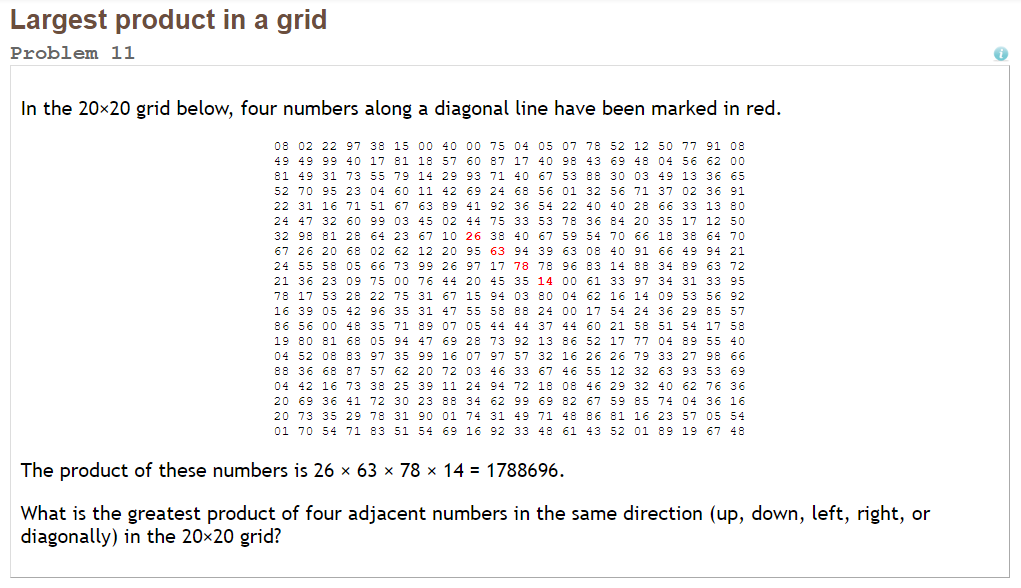 Largest product in a grid
Problem 11
In the 20×20 grid below, four numbers along a diagonal line have been marked in red.
08 02 22 97 38 15 00 40 00 75 04 05 07 78 52 12 50 77 91 08
49 49 99 40 17 81 18 57 60 87 17 40 98 43 69 48 04 56 62 00
81 49 31 73 55 79 14 29 93 71 40 67 53 88 30 03 49 13 36 65
52 70 95 23 04 60 11 42 69 24 68 56 01 32 56 71 37 02 36 91
22 31 16 71 51 67 63 89 41 92 36 54 22 40 40 28 66 33 13 80
24 47 32 60 99 03 45 02 44 75 33 53 78 36 84 20 35 17 12 50
32 98 81 28 64 23 67 10 26 38 40 67 59 54 70 66 18 38 64 70
67 26 20 68 02 62 12 20 95 63 94 39 63 08 40 91 66 49 94 21
24 55 58 05 66 73 99 26 97 17 78 78 96 83 14 88 34 89 63 72
21 36 23 09 75 00 76 44 20 45 35 14 00 61 33 97 34 31 33 95
78 17 53 28 22 75 31 67 15 94 03 80 04 62 16 14 09 53 56 92
16 39 05 42 96 35 31 47 55 58 88 24 00 17 54 24 36 29 85 57
86 56 00 48 35 71 89 07 05 44 44 37 44 60 21 58 51 54 17 58
19 80 81 68 05 94 47 69 28 73 92 13 86 52 17 77 04 89 55 40
04 52 08 83 97 35 99 16 07 97 57 32 16 26 26 79 33 27 98 66
88 36 68 87 57 62 20 72 03 46 33 67 46 55 12 32 63 93 53 69
04 42 16 73 38 25 39 11 24 94 72 18 08 46 29 32 40 62 76 36
20 69 36 41 72 30 23 88 34 62 99 69 82 67 59 85 74 04 36 16
20 73 35 29 78 31 90 01 74 31 49 71 48 86 81 16 23 57 05 54
01 70 54 71 83 51 54 69 16 92 33 48 61 43 52 01 89 19 67 48
The product of these numbers is 26 × 63 × 78 × 14 = 1788696.
What is the greatest product of four adjacent numbers in the same direction (up, down, left, right, or
diagonally) in the 20×20 grid?